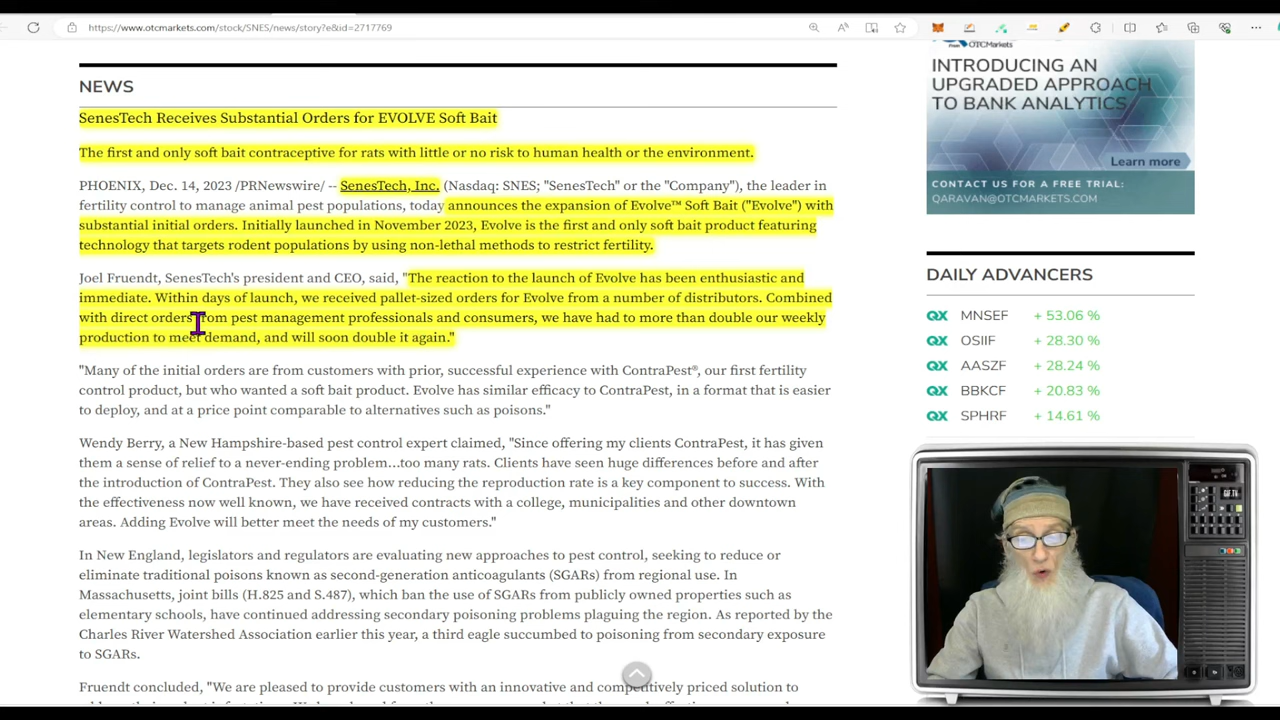 https://www.otcmarkets.com/stock/SNES/news/story?e&id=2717769
NEWS
SenesTech Receives Substantial Orders for EVOLVE Soft Bait
The first and only soft bait contraceptive for rats with little or no risk to human health or the environment.
PHOENIX, Dec. 14, 2023 /PRNewswire/ -- SenesTech, Inc. (Nasdaq: SNES; "SenesTech" or the "Company"), the leader in
fertility control to manage animal pest populations, today announces the expansion of Evolve™ Soft Bait ("Evolve") with
substantial initial orders. Initially launched in November 2023, Evolve is the first and only soft bait product featuring
technology that targets rodent populations by using non-lethal methods to restrict fertility.
Joel Fruendt, SenesTech's president and CEO, said, "The reaction to the launch of Evolve has been enthusiastic and
immediate. Within days of launch, we received pallet-sized orders for Evolve from a number of distributors. Combined
with direct orders from pest management professionals and consumers, we have had to more than double our weekly
production to meet demand, and will soon double it again."
"Many of the initial orders are from customers with prior, successful experience with ContraPest®, our first fertility
control product, but who wanted a soft bait product. Evolve has similar efficacy to ContraPest, in a format that is easier
to deploy, and at a price point comparable to alternatives such as poisons."
Wendy Berry, a New Hampshire-based pest control expert claimed, "Since offering my clients ContraPest, it has given
them a sense of relief to a never-ending problem…too many rats. Clients have seen huge differences before and after
the introduction of ContraPest. They also see how reducing the reproduction rate is a key component to success. With
the effectiveness now well known, we have received contracts with a college, municipalities and other downtown
areas. Adding Evolve will better meet the needs of my customers."
In New England, legislators and regulators are evaluating new approaches to pest control, seeking to reduce or
eliminate traditional poisons known as second-generation anticoagulants (SGARs) from regional use. In
Massachusetts, joint bills (H.825 and S.487), which ban the use of SGARs from publicly owned properties such as
elementary schools, have continued addressing secondary poisoning problems plaguing the region. As reported by the
Charles River Watershed Association earlier this year, a third eagle succumbed to poisoning from secondary exposure
to SGARs.
Fruendt concluded, "We are pleased to provide customers with an innovative and competitively priced solution to
From OTCMarkets
INTRODUCING AN
UPGRADED APPROACH
TO BANK ANALYTICS
Learn more
CONTACT US FOR A FREE TRIAL:
QARAVAN@OTCMARKETS.COM
DAILY ADVANCERS
QX MNSEF + 53.06 %
QX OSIIF + 28.30 %
QX AASZF + 28.24 %
QX BBKCF + 20.83 %
QX SPHRF + 14.61 %
GIF.TV